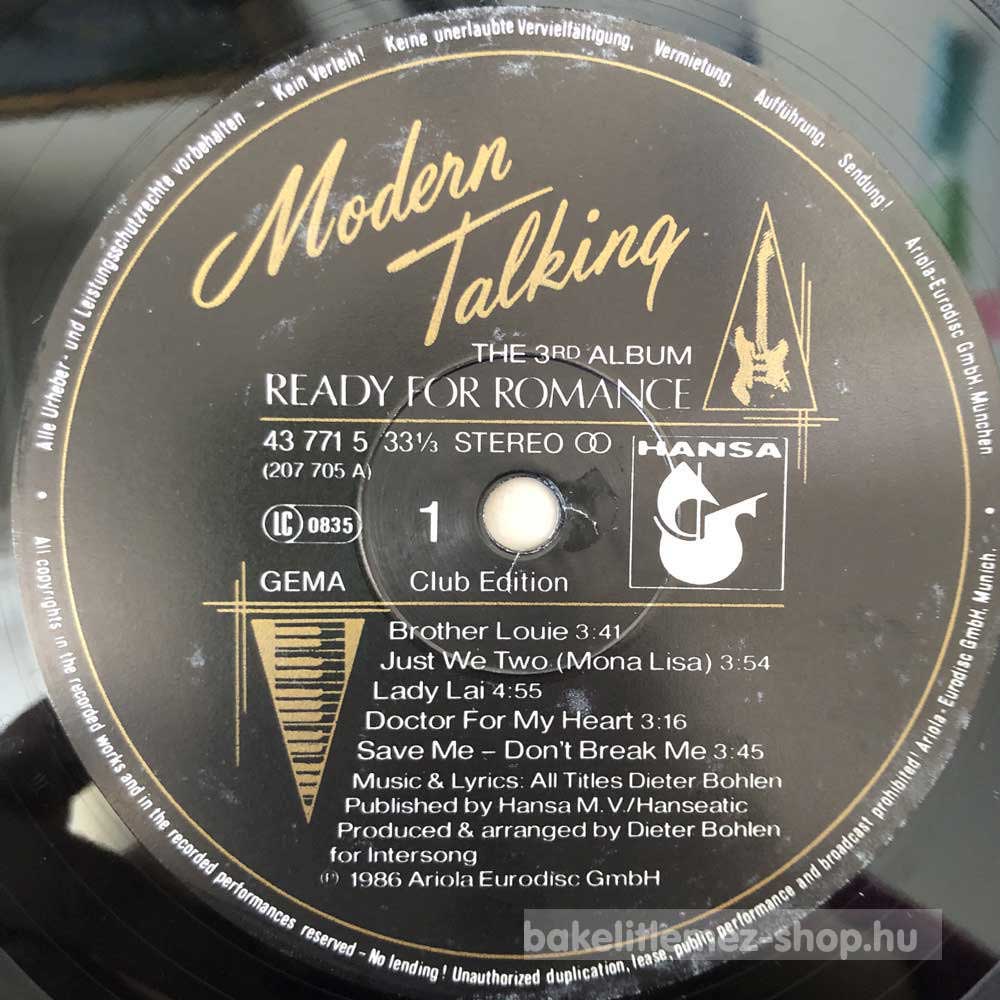 Alle Urheber- und Leistungsschutzrechte vorbehalten - Kein Verleih! Keine unerlaubte Vervielfältigung, Vermietung, Aufführung, Sendung!
Ariola-Eurodisc GmbH München
Modern
Talking
THE 3RD ALBUM
READY FOR ROMANCE
43 771 5 33⅓ STEREO
(207 705 A)
HANSA
LC 0835
1
GEMA
Club Edition
Brother Louie 3:41
Just We Two (Mona Lisa) 3:54
Lady Lai 4:55
Doctor For My Heart 3:16
Save Me – Don't Break Me 3:45
Music & Lyrics: All Titles Dieter Bohlen
Published by Hansa M.V./Hanseatic
Produced & arranged by Dieter Bohlen
for Intersong
℗ 1986 Ariola Eurodisc GmbH
All copyrights in the recorded works and in the recorded performances reserved – No lending! Unauthorized duplication, lease, public performance and broadcast prohibited! Ariola-Eurodisc GmbH, Munich.
bakelitlemez-shop.hu